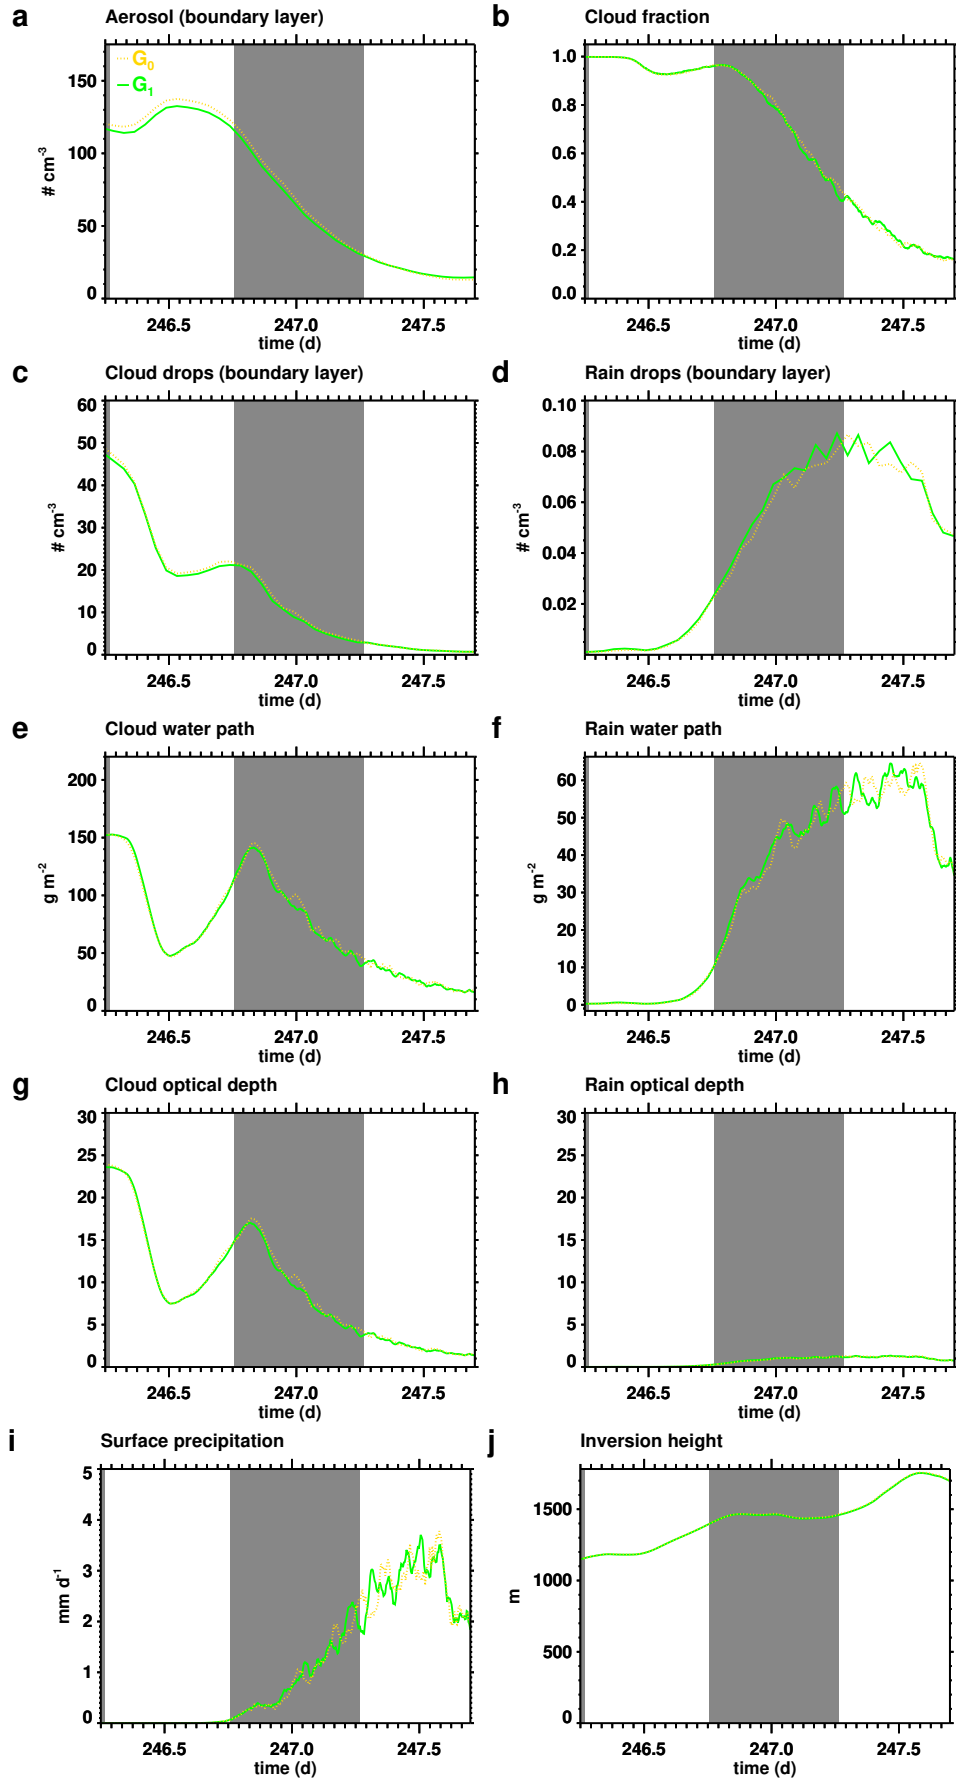 a Aerosol (boundary layer)
G0
G1
150
100
50
0
# cm-3
246.5 247.0 247.5
time (d)
b Cloud fraction
1.0
0.8
0.6
0.4
0.2
0.0
246.5 247.0 247.5
time (d)
c Cloud drops (boundary layer)
60
50
40
30
20
10
0
# cm-3
246.5 247.0 247.5
time (d)
d Rain drops (boundary layer)
0.10
0.08
0.06
0.04
0.02
# cm-3
246.5 247.0 247.5
time (d)
e Cloud water path
200
150
100
50
0
g m-2
246.5 247.0 247.5
time (d)
f Rain water path
60
50
40
30
20
10
0
g m-2
246.5 247.0 247.5
time (d)
g Cloud optical depth
30
25
20
15
10
5
0
246.5 247.0 247.5
time (d)
h Rain optical depth
30
25
20
15
10
5
0
246.5 247.0 247.5
time (d)
i Surface precipitation
5
4
3
2
1
0
mm d-1
246.5 247.0 247.5
time (d)
j Inversion height
1500
1000
500
0
m
246.5 247.0 247.5
time (d)